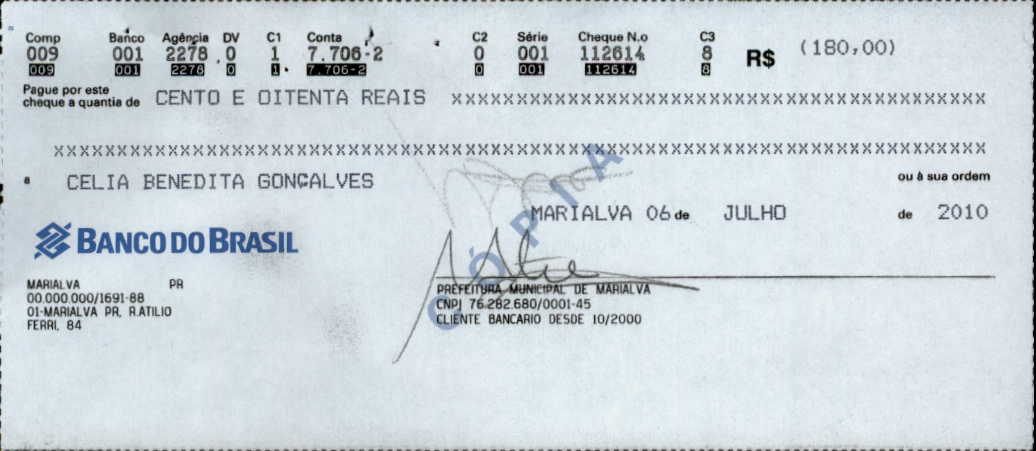 Comp Banco Agência DV C1 Conta C2 Série Cheque N.o C3
009 001 2278 .0 1 7.706-2 0 001 112614 8 R$ (180,00)
009 001 2278 0 1 7.706-2 0 001 112614 8
Pague por este
cheque a quantia de CENTO E OITENTA REAIS XXXXXXXXXXXXXXXXXXXXXXXXXXXXXXXXXXXXXXXXXXX
XXXXXXXXXXXXXXXXXXXXXXXXXXXXXXXXXXXXXXXXXXXXXXXXXXXXXXXXXXXXXXXXXXXXXXXXXXX
a CELIA BENEDITA GONÇALVES ou à sua ordem
MARIALVA 06 de JULHO de 2010
CÓPIA
BANCO DO BRASIL
MARIALVA PR
00.000.000/1691-88
01-MARIALVA PR, R.ATILIO
FERRI, 84
PREFEITURA MUNICIPAL DE MARIALVA
CNPJ 76.282.680/0001-45
CLIENTE BANCARIO DESDE 10/2000